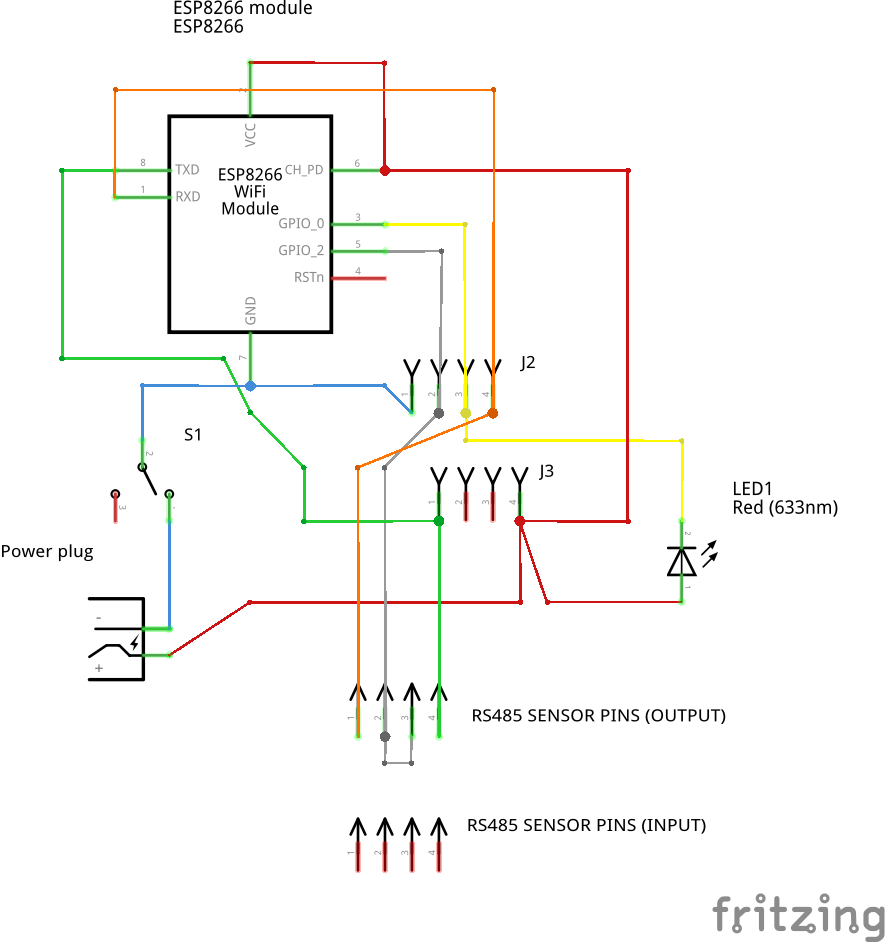 ESP8266 module
ESP8266
2
VCC
8
TXD
ESP8266
WiFi
Module
CH_PD
6
1
RXD
GPIO_0
3
GPIO_2
5
RSTn
4
GND
7
J2
1
2
3
4
S1
2
3
J3
1
2
3
4
LED1
Red (633nm)
2
1
Power plug
-
+
1
2
3
4
RS485 SENSOR PINS (OUTPUT)
RS485 SENSOR PINS (INPUT)
1
2
3
4
fritzing